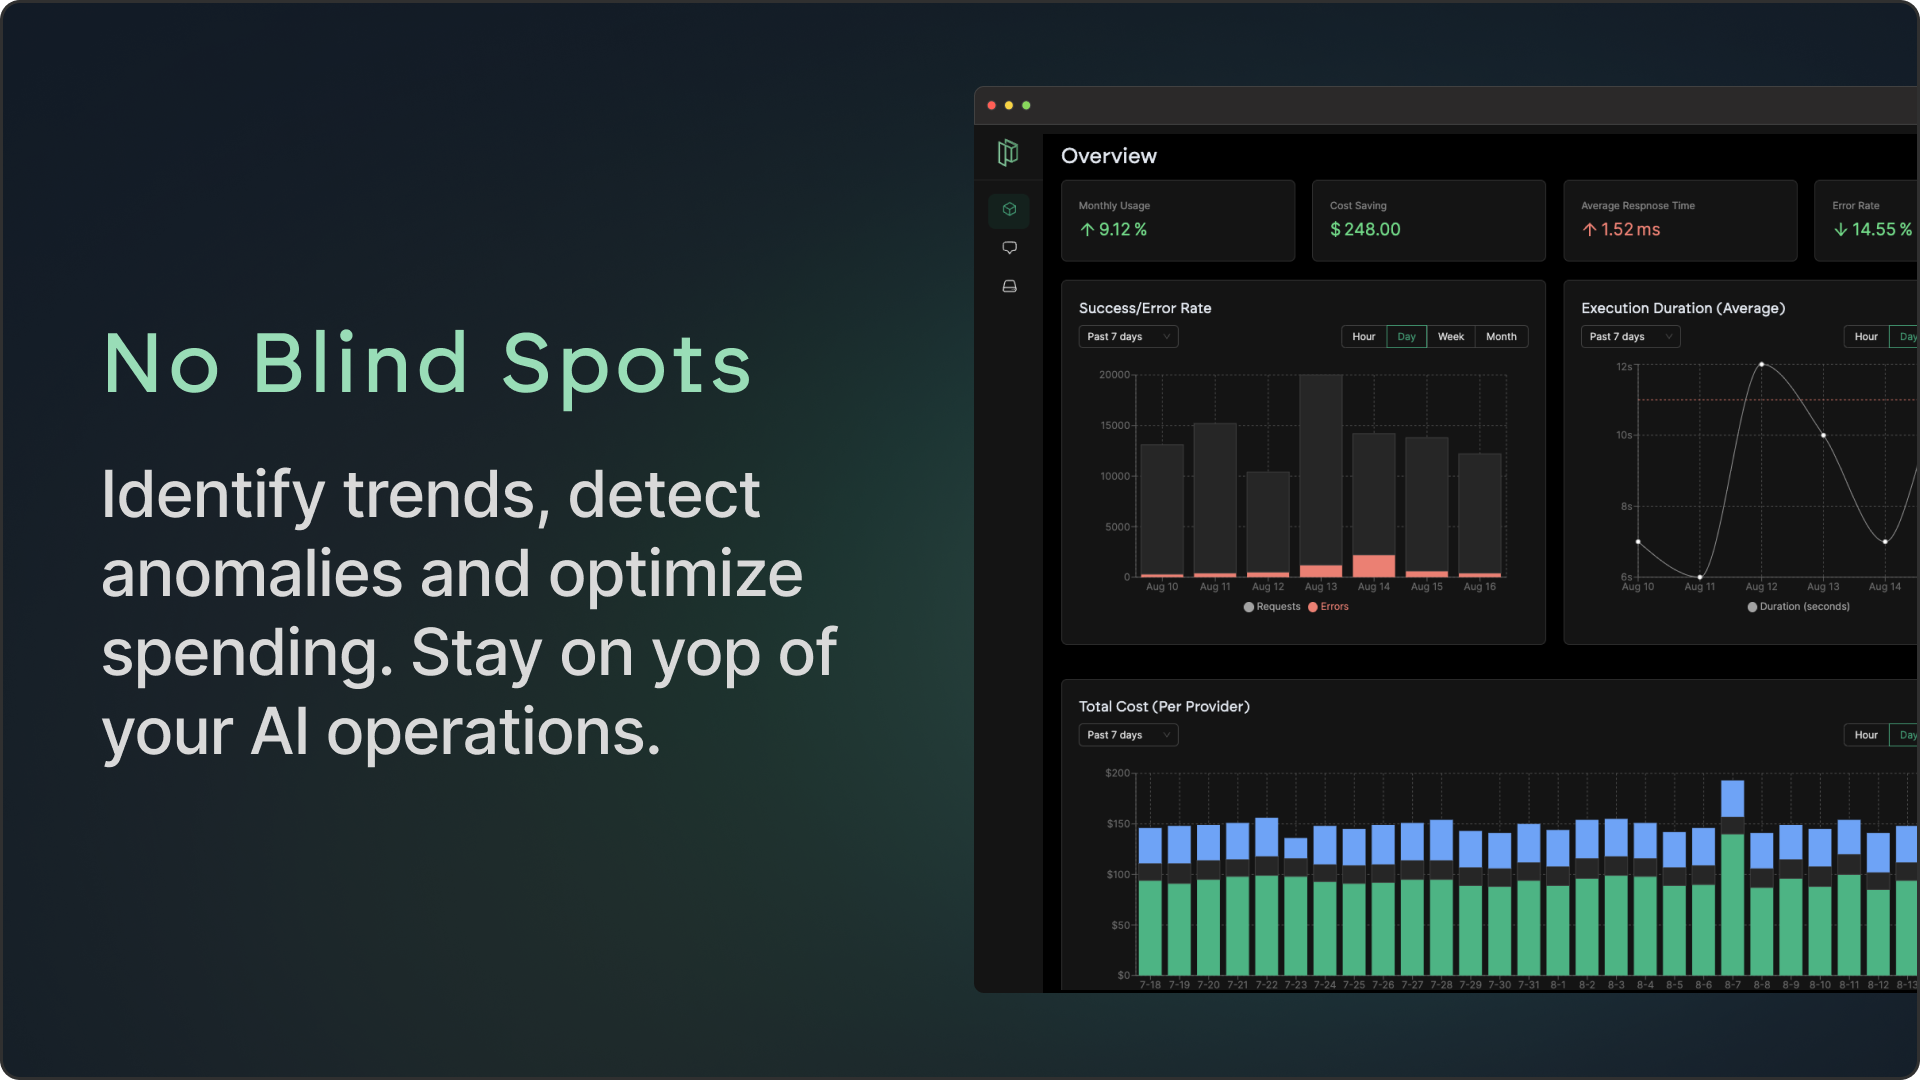 No Blind Spots
Identify trends, detect
anomalies and optimize
spending. Stay on yop of
your AI operations.
Overview
Monthly Usage
↑ 9.12 %
Cost Saving
$ 248.00
Average Respnose Time
↑ 1.52 ms
Error Rate
↓ 14.55 %
Success/Error Rate
Past 7 days
Hour Day Week Month
20000
15000
10000
5000
0
Aug 10 Aug 11 Aug 12 Aug 13 Aug 14 Aug 15 Aug 16
Requests Errors
Execution Duration (Average)
Past 7 days
Hour Day
12s
10s
8s
6s
Aug 10 Aug 11 Aug 12 Aug 13 Aug 14
Duration (seconds)
Total Cost (Per Provider)
Past 7 days
Hour Day
$200
$150
$100
$50
$0
7-18 7-19 7-20 7-21 7-22 7-23 7-24 7-25 7-26 7-27 7-28 7-29 7-30 7-31 8-1 8-2 8-3 8-4 8-5 8-6 8-7 8-8 8-9 8-10 8-11 8-12 8-13